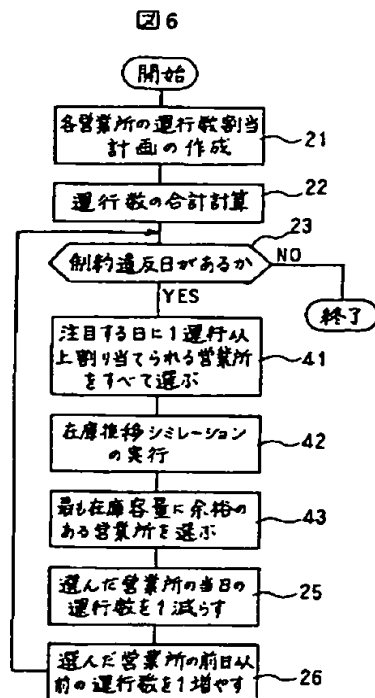 図6
開始
各営業所の運行数割当
計画の作成
21
運行数の合計計算
22
23
制約違反日があるか
NO
YES
終了
注目する日に1運行以
上割り当てられる営業所
をすべて選ぶ
41
在庫推移シミレーション
の実行
42
最も在庫容量に余裕の
ある営業所を選ぶ
43
選んだ営業所の当日の
運行数を1減らす
25
選んだ営業所の前日以
前の運行数を1増やす
26